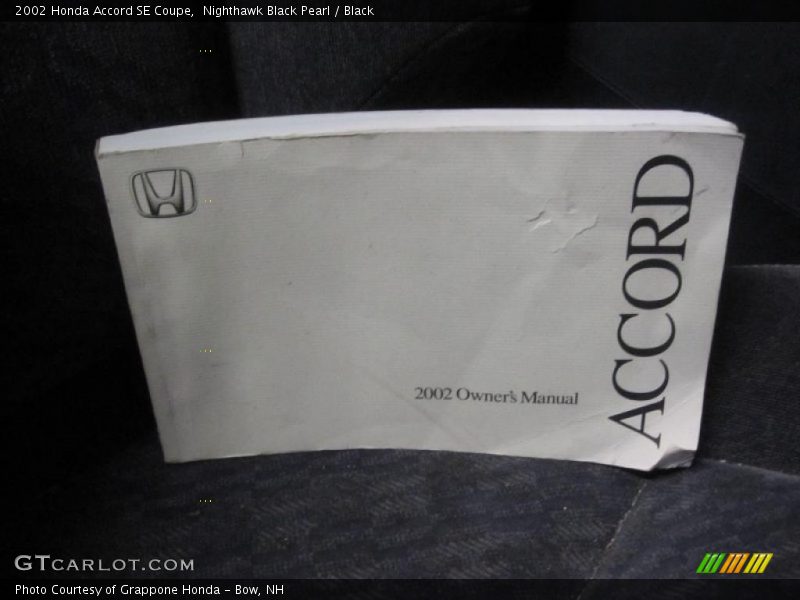 2002 Honda Accord SE Coupe,  Nighthawk Black Pearl / Black
ACCORD
2002 Owner's Manual
GTCARLOT.COM
Photo Courtesy of Grappone Honda - Bow, NH